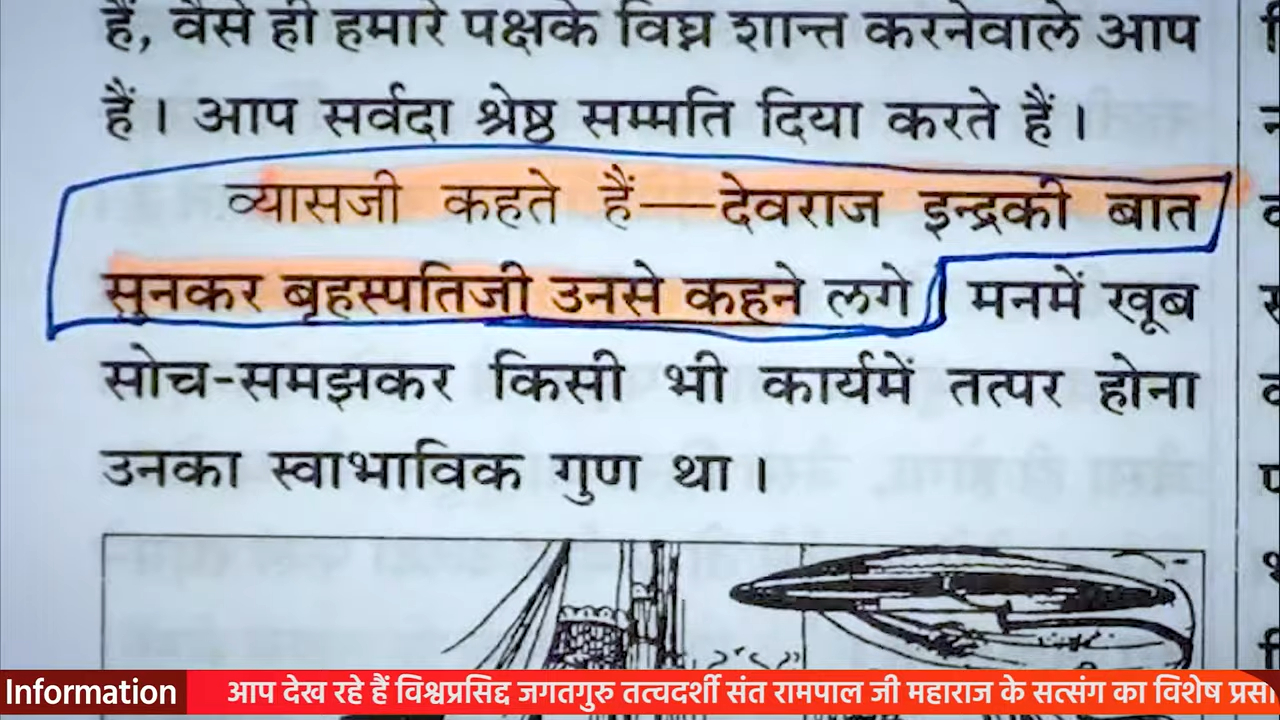 हैं, वैसे ही हमारे पक्षके विघ्न शान्त करनेवाले आप
हैं। आप सर्वदा श्रेष्ठ सम्मति दिया करते हैं।
व्यासजी कहते हैं—देवराज इन्द्रकी बात
सुनकर बृहस्पतिजी उनसे कहने लगे मनमें खूब
सोच-समझकर किसी भी कार्यमें तत्पर होना
उनका स्वाभाविक गुण था।
Information आप देख रहे हैं विश्वप्रसिद्द जगतगुरु तत्वदर्शी संत रामपाल जी महाराज के सत्संग का विशेष